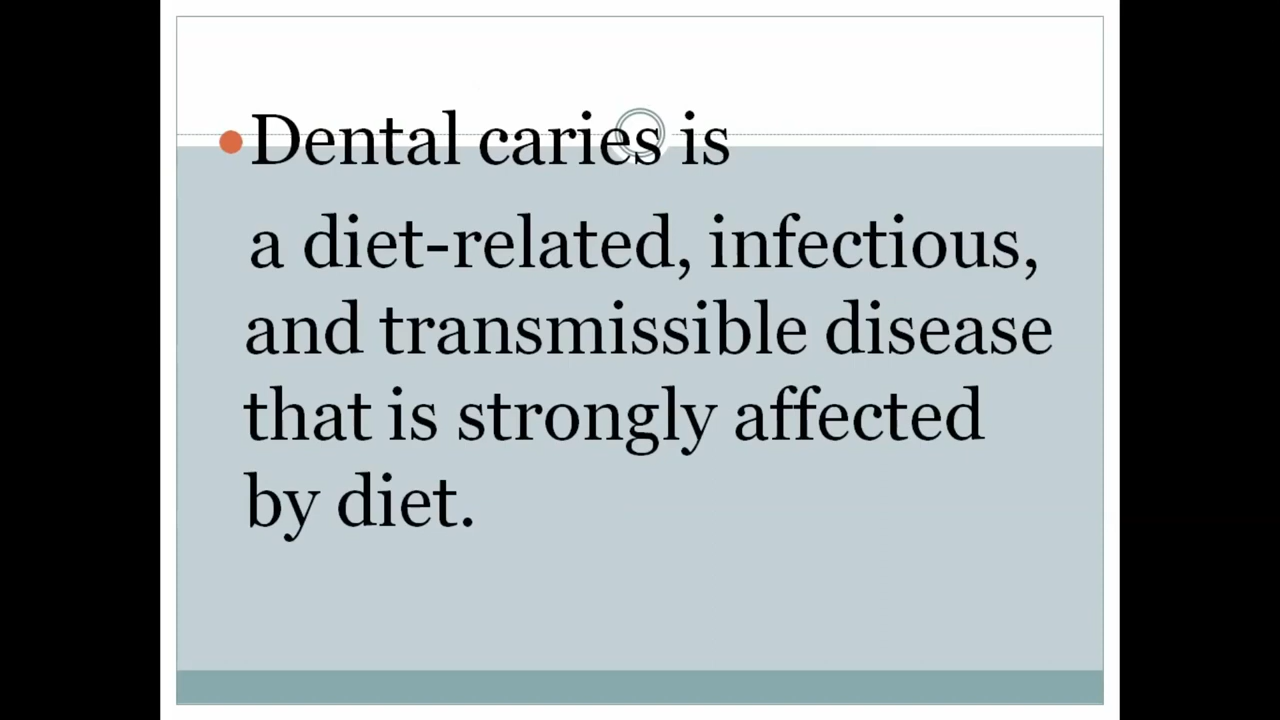 Dental caries is
a diet-related, infectious,
and transmissible disease
that is strongly affected
by diet.